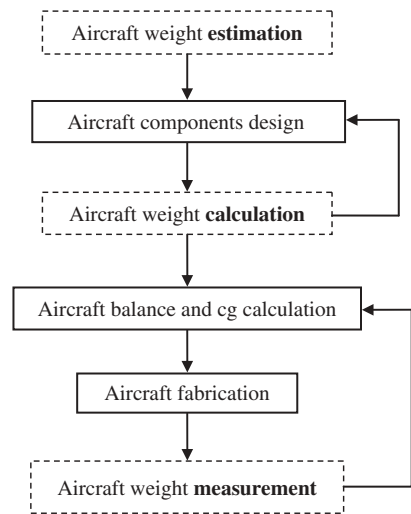 Aircraft weight estimation
Aircraft components design
Aircraft weight calculation
Aircraft balance and cg calculation
Aircraft fabrication
Aircraft weight measurement